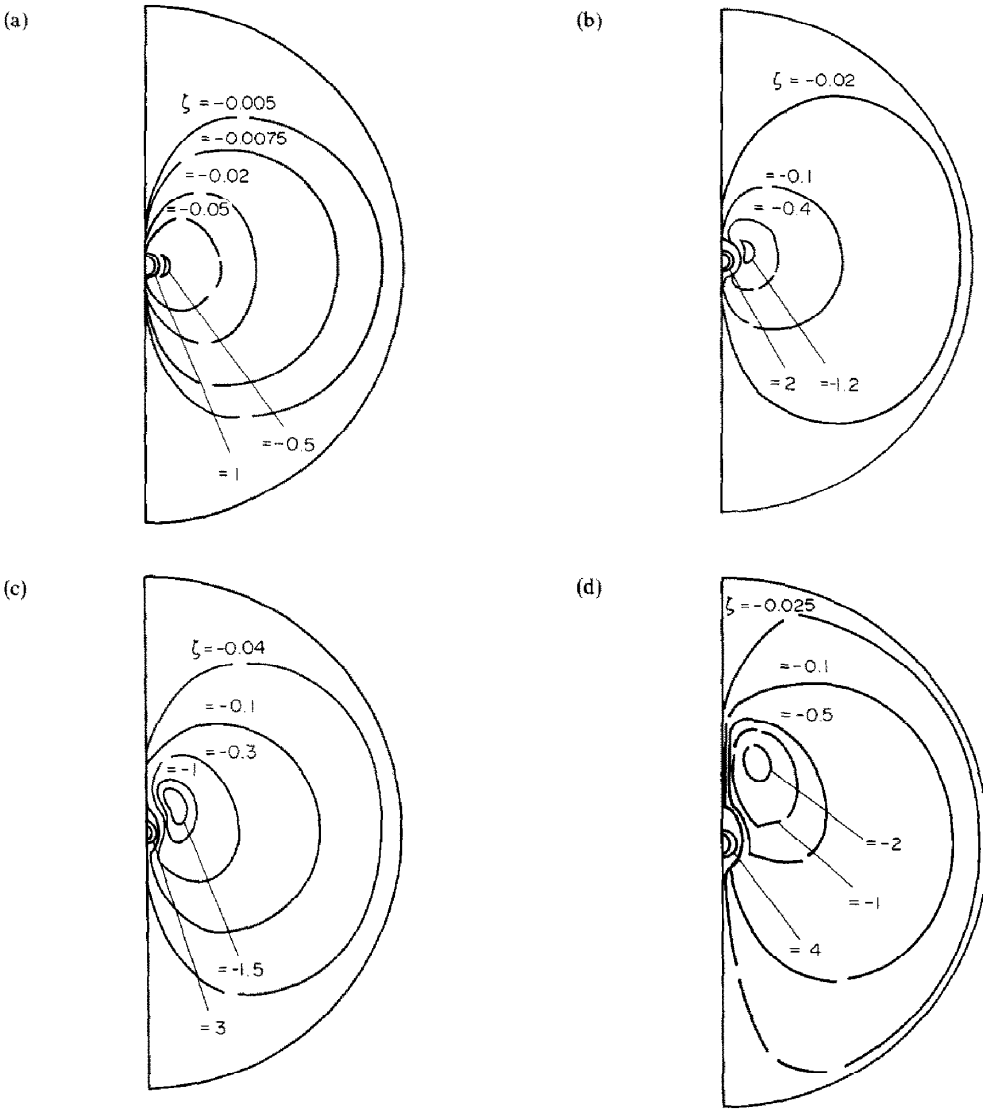 (a)
ζ = -0.005
= -0.0075
= -0.02
= -0.05
= -0.5
= 1
(b)
ζ = -0.02
= -0.1
= -0.4
= 2
= -1.2
(c)
ζ = -0.04
= -0.1
= -0.3
= -1
= -1.5
= 3
(d)
ζ = -0.025
= -0.1
= -0.5
= -2
= -1
= 4